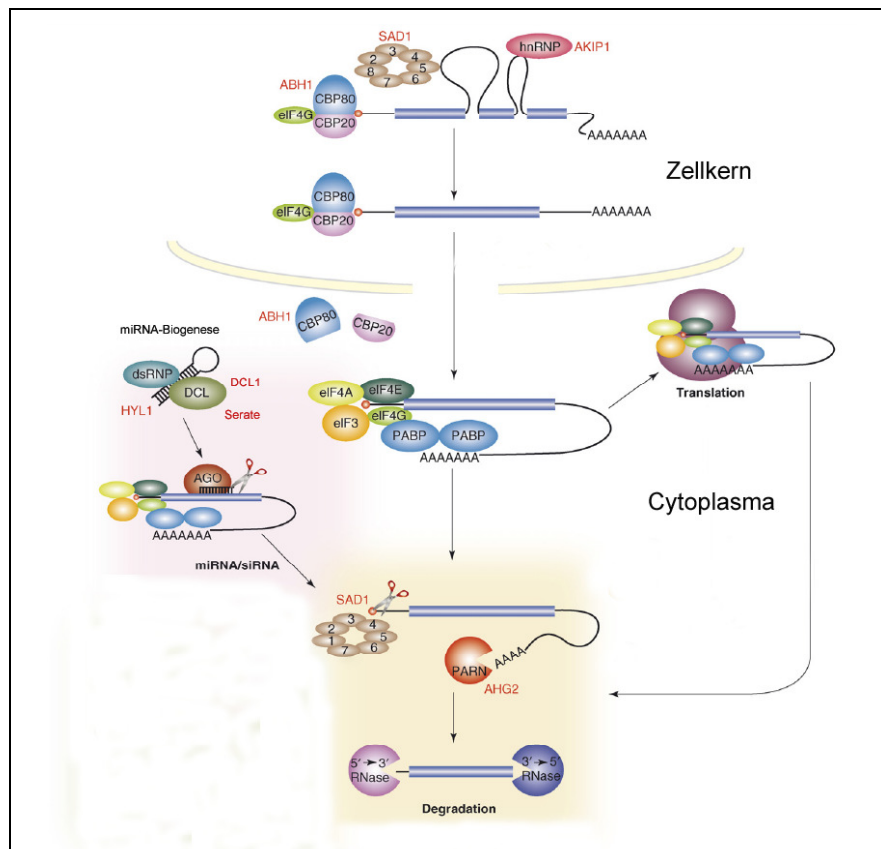 SAD1
3
2
4
8
5
7
6
hnRNP
AKIP1
ABH1
CBP80
eIF4G
CBP20
AAAAAAA
Zellkern
CBP80
eIF4G
CBP20
AAAAAAA
ABH1
CBP80
CBP20
miRNA-Biogenese
dsRNP
DCL
DCL1
HYL1
Serate
eIF4A
eIF4E
eIF3
eIF4G
PABP
PABP
AAAAAAA
AAAAAAA
Translation
AGO
AAAAAAA
miRNA/siRNA
Cytoplasma
SAD1
3
2
4
1
5
7
6
AAAA
PARN
AHG2
5' 3'
RNase
3' 5'
RNase
Degradation